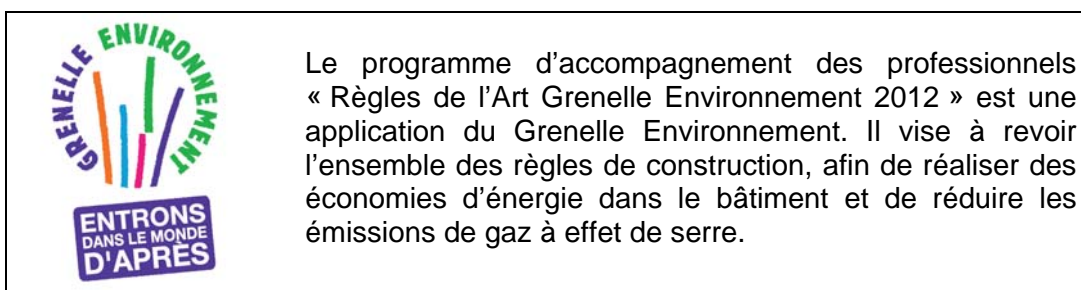 GRENELLE ENVIRONNEMENT
ENTRONS
DANS LE MONDE
D'APRÈS
Le programme d'accompagnement des professionnels
« Règles de l'Art Grenelle Environnement 2012 » est une
application du Grenelle Environnement. Il vise à revoir
l'ensemble des règles de construction, afin de réaliser des
économies d'énergie dans le bâtiment et de réduire les
émissions de gaz à effet de serre.